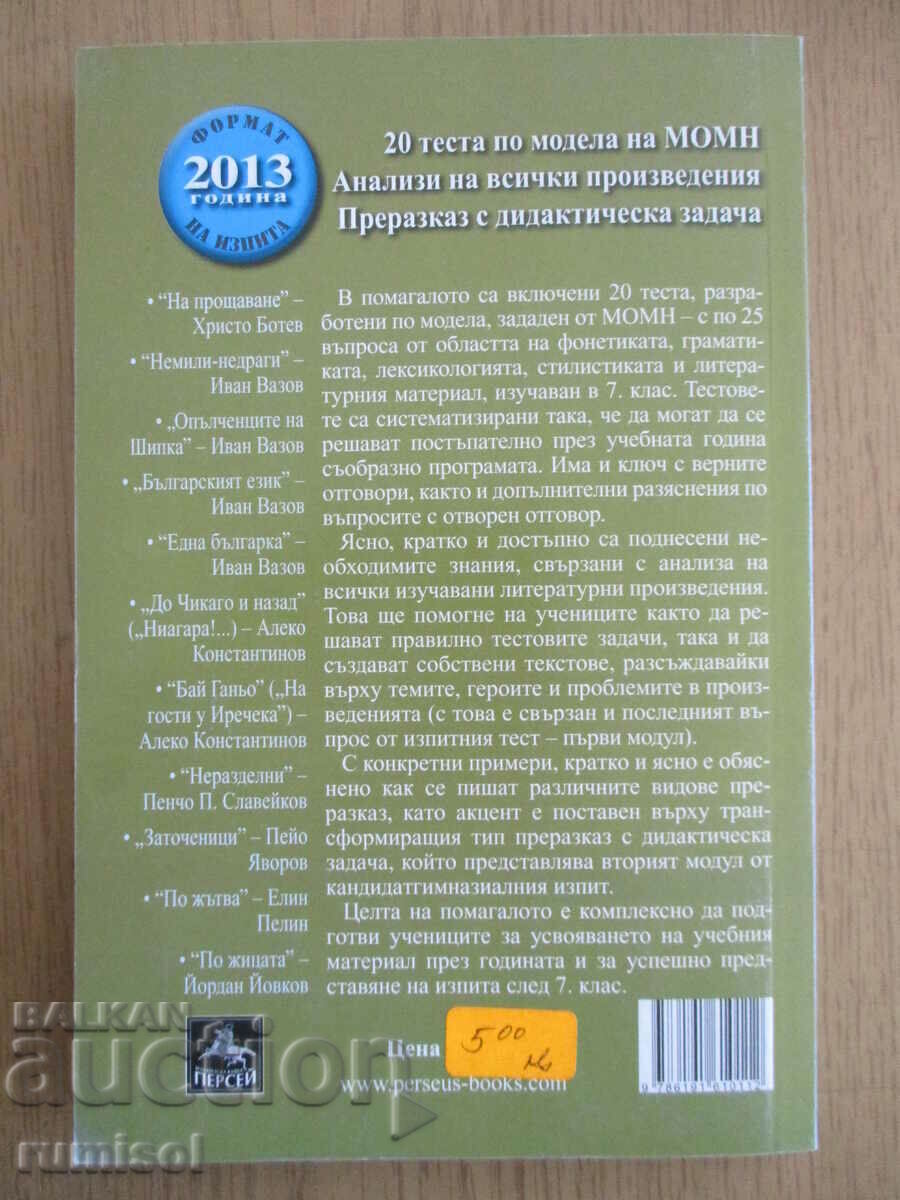 ФОРМАТ
2013
ГОДИНА
НА ИЗПИТА
20 теста по модела на МОМН
Анализи на всички произведения
Преразказ с дидактическа задача
• “На прощаване” –
Христо Ботев
• “Немили-недраги” –
Иван Вазов
• „Опълченците на
Шипка” – Иван Вазов
• „Българският език” –
Иван Вазов
• “Една българка” –
Иван Вазов
• „До Чикаго и назад”
(„Ниагара!...) – Алеко
Константинов
• “Бай Ганьо” („На
гости у Иречека”) –
Алеко Константинов
• “Неразделни” –
Пенчо П. Славейков
• „Заточеници” – Пейо
Яворов
• “По жътва” – Елин
Пелин
• “По жицата” –
Йордан Йовков
В помагалото са включени 20 теста, разра-
ботени по модела, зададен от МОМН – с по 25
въпроса от областта на фонетиката, гра­мати-
ката, лексикологията, стилистиката и литера-
турния материал, изучаван в 7. клас. Тестове-
те са систематизирани така, че да могат да се
решават постъпателно през учебната година
съобразно програмата. Има и ключ с верните
отговори, както и допълнителни разяснения по
въпросите с отворен отговор.
Ясно, кратко и достъпно са поднесени не-
обходимите знания, свързани с анализа на
всички изучавани литературни произведения.
Това ще помогне на учениците както да ре-
шават правилно тестовите задачи, така и да
създават собствени текстове, разсъждавайки
върху темите, героите и проблемите в произ-
веденията (с това е свързан и последният въ-
прос от изпитния тест – първи модул).
С конкретни примери, кратко и ясно е обяс-
нено как се пишат различните видове пре-
разказ, като акцент е поставен върху тран-
сформиращия тип преразказ с дидактическа
задача, който представлява вторият модул от
кандидатгимназиалния изпит.
Целта на помагалото е комплексно да под-
готви учениците за усвояването на учебния
материал през годината и за успешно пред-
ставяне на изпита след 7. клас.
ПЕРСЕЙ
Цена
5 00
лв
www.perseus-books.com
9 786191 610112
BALKAN
auction
rumisol